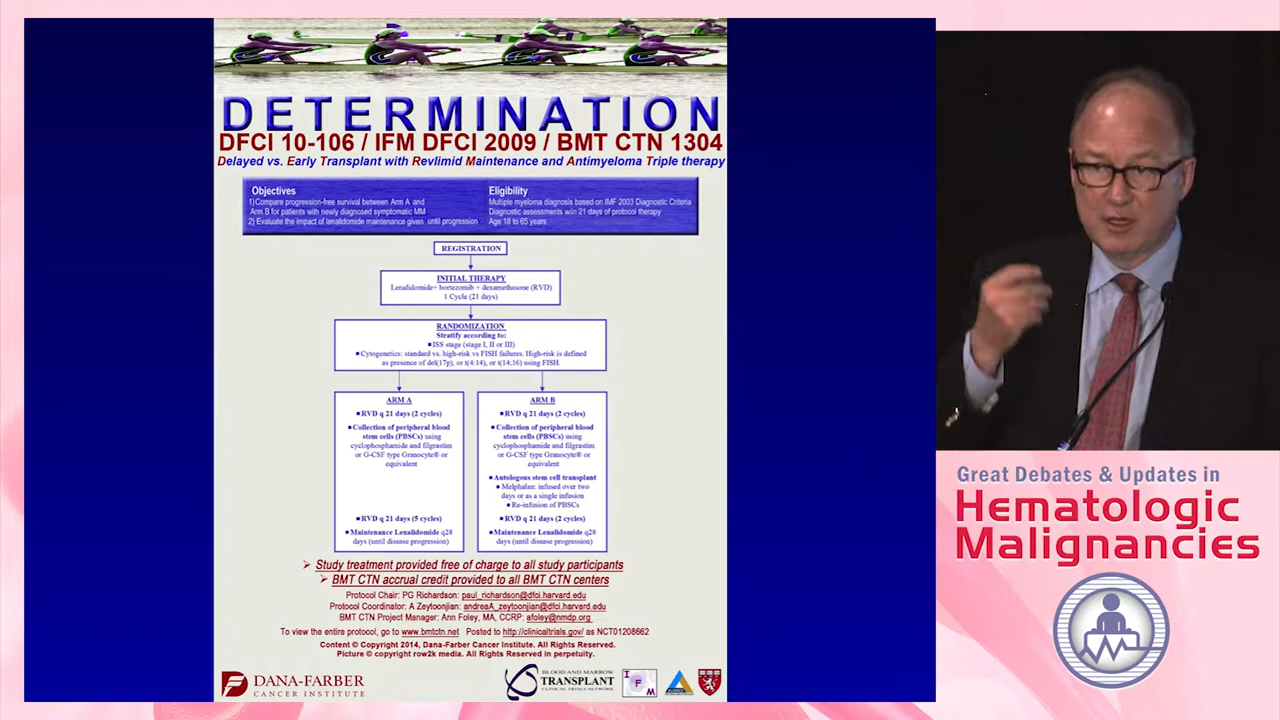 DETERMINATION
DFCI 10-106 / IFM DFCI 2009 / BMT CTN 1304
Delayed vs. Early Transplant with Revlimid Maintenance and Antimyeloma Triple therapy
Objectives
1)Compare progression-free survival between Arm A and
Arm B for patients with newly diagnosed symptomatic MM
2) Evaluate the impact of lenalidomide maintenance given until progression
Eligibility
Multiple myeloma diagnosis based on IMF 2003 Diagnostic Criteria
Diagnostic assessments w/in 21 days of protocol therapy
Age 18 to 65 years
REGISTRATION
INITIAL THERAPY
Lenalidomide+ bortezomib + dexamethasone (RVD)
1 Cycle (21 days)
RANDOMIZATION
Stratify according to:
■ ISS stage (stage I, II or III)
■ Cytogenetics: standard vs. high-risk vs FISH failures. High-risk is defined
as presence of del(17p), or t(4:14), or t(14;16) using FISH.
ARM A
■ RVD q 21 days (2 cycles)
■ Collection of peripheral blood
stem cells (PBSCs) using
cyclophosphamide and filgrastim
or G-CSF type Granocyte® or
equivalent
■ RVD q 21 days (5 cycles)
■ Maintenance Lenalidomide q28
days (until disease progression)
ARM B
■ RVD q 21 days (2 cycles)
■ Collection of peripheral blood
stem cells (PBSCs) using
cyclophosphamide and filgrastim
or G-CSF type Granocyte® or
equivalent
■ Autologous stem cell transplant
● Melphalan: infused over two
days or as a single infusion
● Re-infusion of PBSCs
■ RVD q 21 days (2 cycles)
■ Maintenance Lenalidomide q28
days (until disease progression)
➢ Study treatment provided free of charge to all study participants
➢ BMT CTN accrual credit provided to all BMT CTN centers
Protocol Chair: PG Richardson: paul_richardson@dfci.harvard.edu
Protocol Coordinator: A Zeytoonjian: andreaA_zeytoonjian@dfci.harvard.edu
BMT CTN Project Manager: Ann Foley, MA, CCRP: afoley@nmdp.org
To view the entire protocol, go to www.bmtctn.net Posted to http://clinicaltrials.gov/ as NCT01208662
Content © Copyright 2014, Dana-Farber Cancer Institute. All Rights Reserved.
Picture © copyright row2k media. All Rights Reserved in perpetuity.
DANA-FARBER
CANCER INSTITUTE
BLOOD AND MARROW
TRANSPLANT
CLINICAL TRIALS NETWORK
I
F
M
Great Debates & Updates in
Hematologic
Malignancies